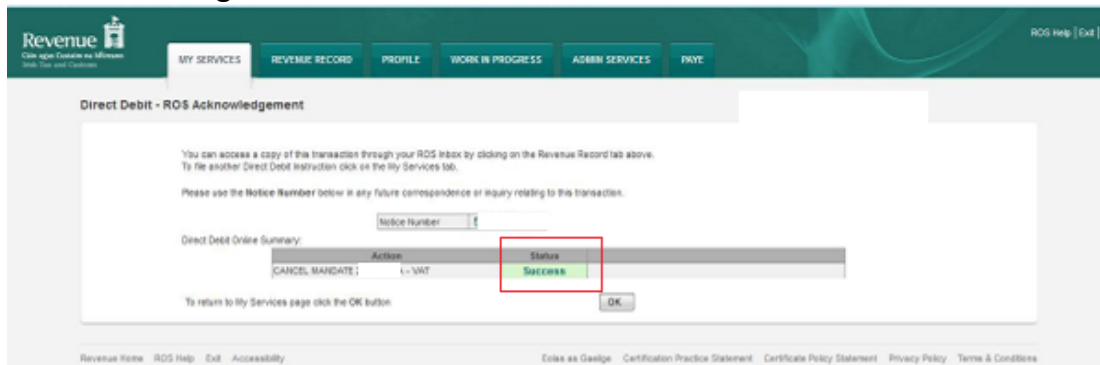 Revenue
Cáin agus Custaim na hÉireann
Irish Tax and Customs
ROS Help | Exit |
MY SERVICES REVENUE RECORD PROFILE WORK IN PROGRESS ADMIN SERVICES PAYE
Direct Debit - ROS Acknowledgement
You can access a copy of this transaction through your ROS Inbox by clicking on the Revenue Record tab above.
To file another Direct Debit Instruction click on the My Services tab.
Please use the Notice Number below in any future correspondence or inquiry relating to this transaction.
Notice Number
Direct Debit Online Summary:
Action Status
CANCEL MANDATE - VAT Success
To return to My Services page click the OK button OK
Revenue Home ROS Help Exit Accessibility Eolas as Gaeilge Certification Practice Statement Certificate Policy Statement Privacy Policy Terms & Conditions